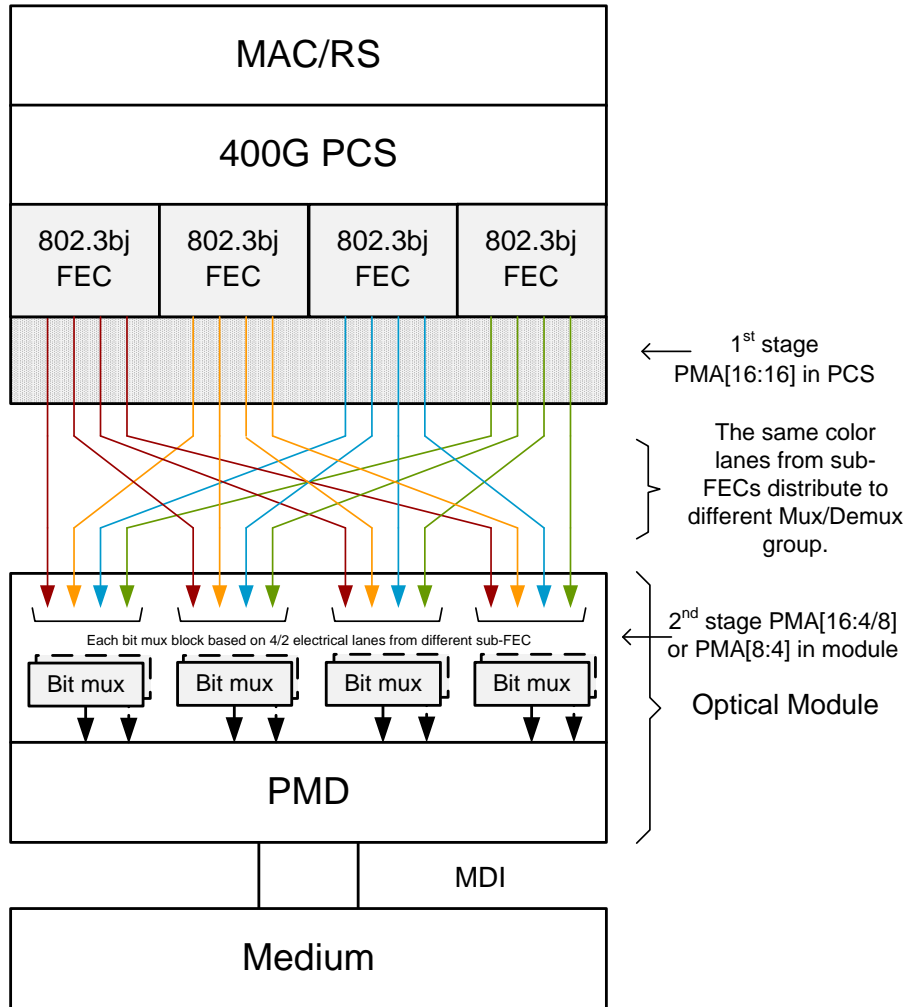 MAC/RS
400G PCS
802.3bj
FEC
802.3bj
FEC
802.3bj
FEC
802.3bj
FEC
1st stage
PMA[16:16] in PCS
The same color
lanes from sub-
FECs distribute to
different Mux/Demux
group.
Each bit mux block based on 4/2 electrical lanes from different sub-FEC
2nd stage PMA[16:4/8]
or PMA[8:4] in module
Bit mux
Bit mux
Bit mux
Bit mux
Optical Module
PMD
MDI
Medium